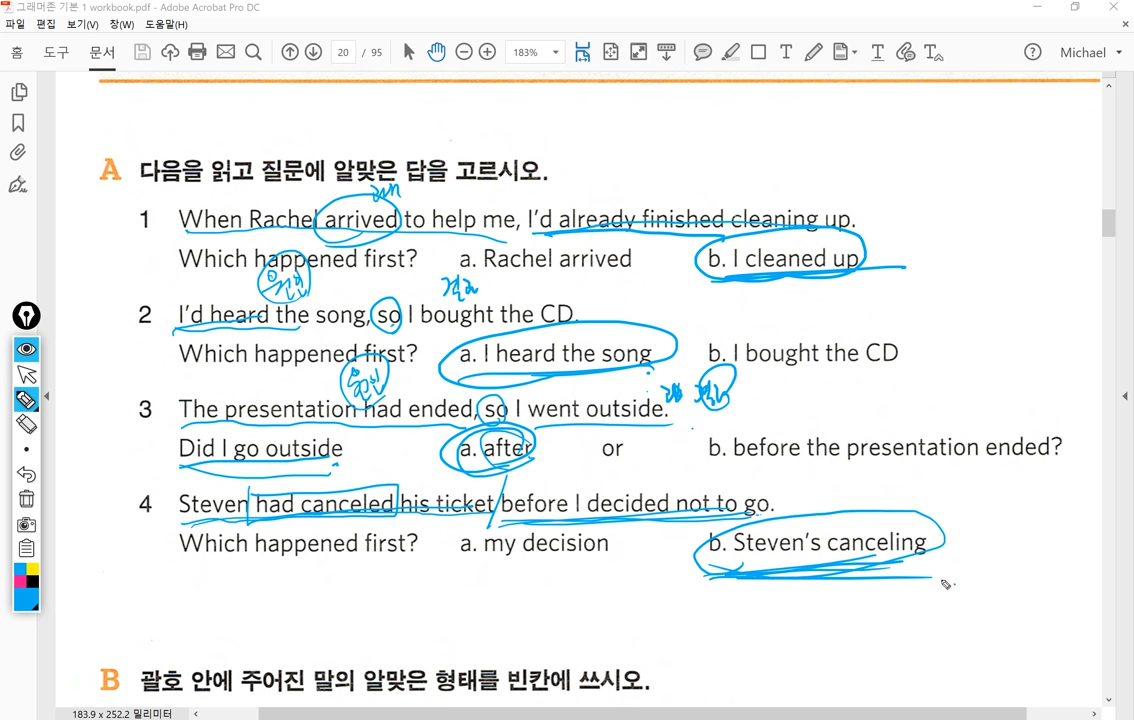 그래머존 기본 1 workbook.pdf - Adobe Acrobat Pro DC
파일 편집 보기(V) 창(W) 도움말(H)
홈 도구 문서 20 / 95 183% Michael
A 다음을 읽고 질문에 알맞은 답을 고르시오.
1 When Rachel arrived to help me, I'd already finished cleaning up.
Which happened first? a. Rachel arrived b. I cleaned up
원인 결과
2 I'd heard the song, so I bought the CD.
Which happened first? a. I heard the song b. I bought the CD
원인 결과
3 The presentation had ended, so I went outside.
Did I go outside a. after or b. before the presentation ended?
4 Steven had canceled his ticket before I decided not to go.
Which happened first? a. my decision b. Steven's canceling
B 괄호 안에 주어진 말의 알맞은 형태를 빈칸에 쓰시오.
183.9 x 252.2 밀리미터